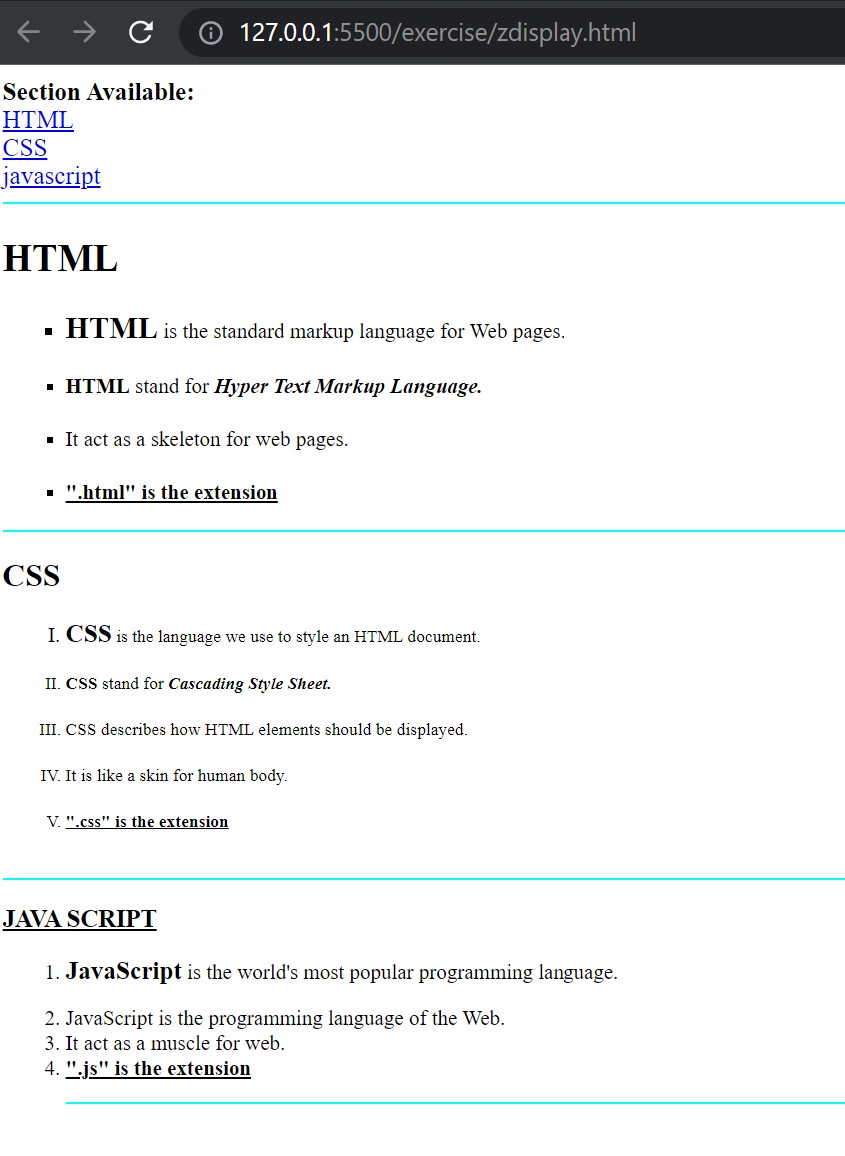 127.0.0.1:5500/exercise/zdisplay.html
Section Available:
HTML
CSS
javascript
HTML
HTML is the standard markup language for Web pages.
HTML stand for Hyper Text Markup Language.
It act as a skeleton for web pages.
".html" is the extension
CSS
I. CSS is the language we use to style an HTML document.
II. CSS stand for Cascading Style Sheet.
III. CSS describes how HTML elements should be displayed.
IV. It is like a skin for human body.
V. ".css" is the extension
JAVA SCRIPT
1. JavaScript is the world's most popular programming language.
2. JavaScript is the programming language of the Web.
3. It act as a muscle for web.
4. ".js" is the extension